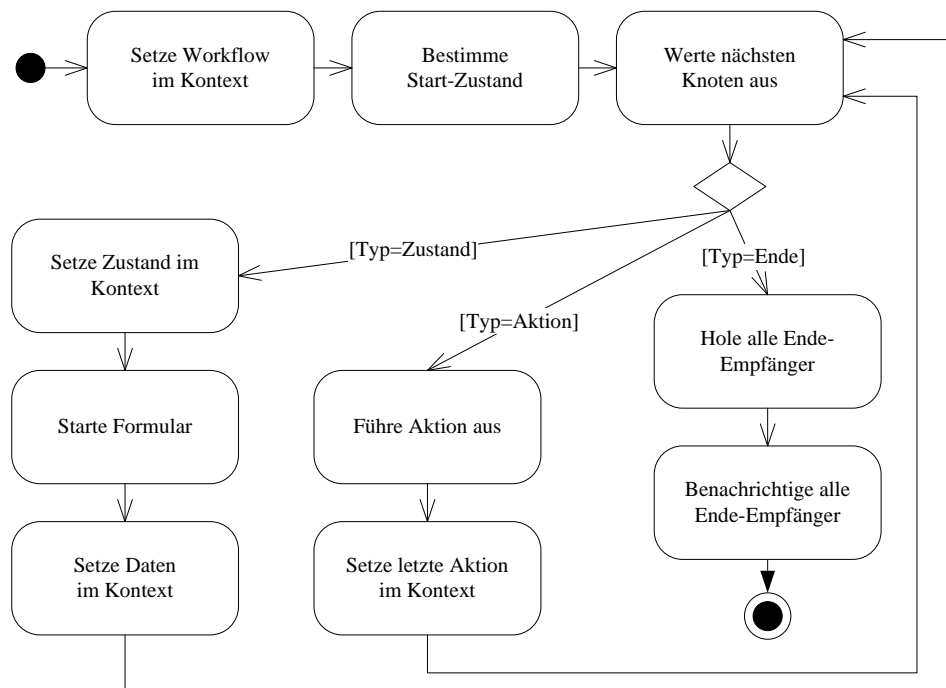 Setze Workflow
im Kontext
Bestimme
Start-Zustand
Werte nächsten
Knoten aus
[Typ=Zustand]
[Typ=Ende]
[Typ=Aktion]
Setze Zustand im
Kontext
Hole alle Ende-
Empfänger
Starte Formular
Führe Aktion aus
Benachrichtige alle
Ende-Empfänger
Setze Daten
im Kontext
Setze letzte Aktion
im Kontext